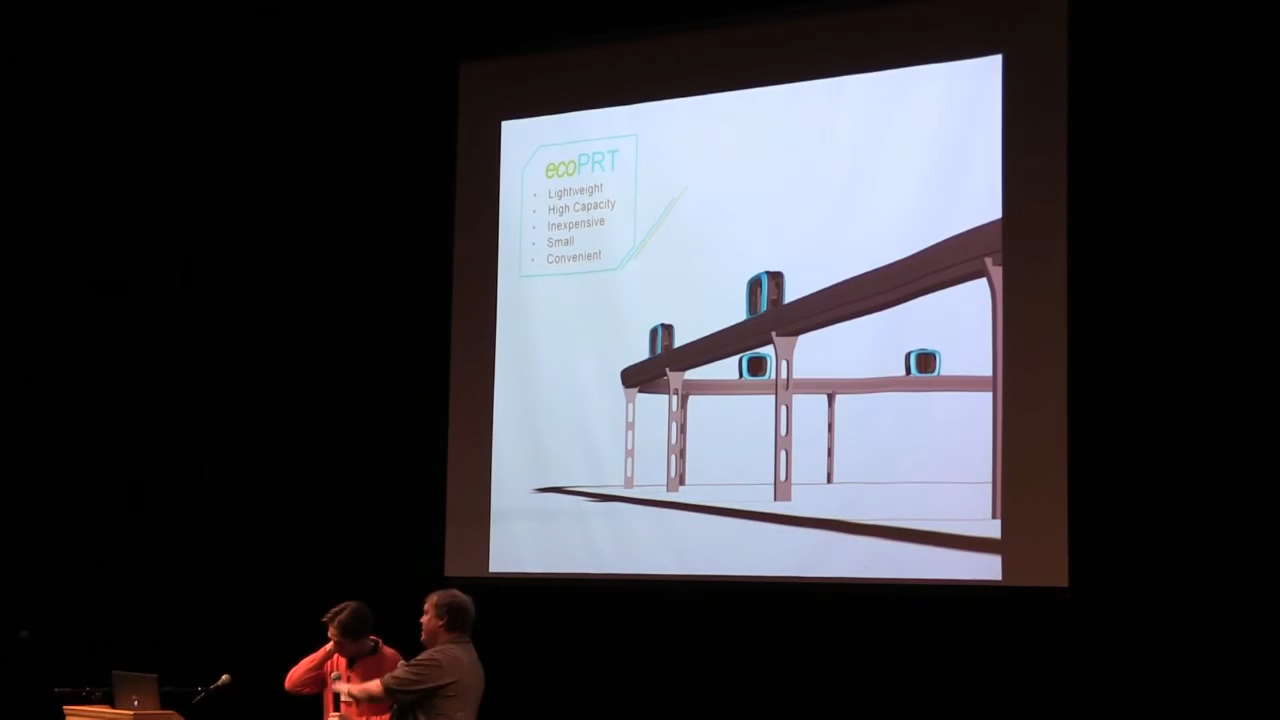 ecoPRT
• Lightweight
• High Capacity
• Inexpensive
• Small
• Convenient